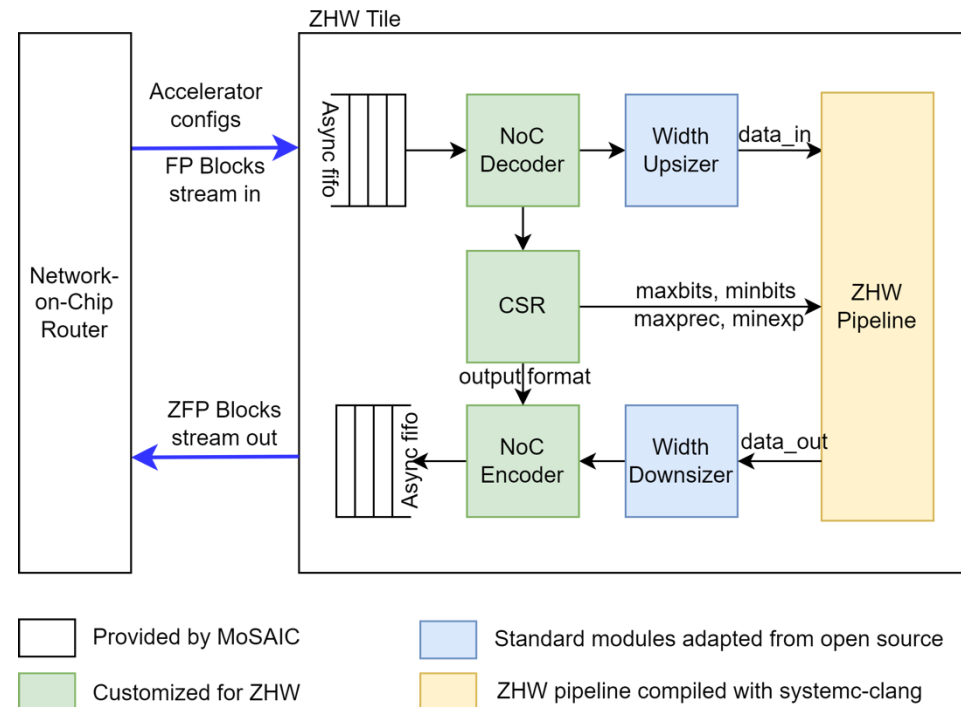 ZHW Tile
Accelerator
configs
FP Blocks
stream in
Async fifo
NoC
Decoder
Width
Upsizer
data_in
Network-
on-Chip
Router
CSR
maxbits, minbits
maxprec, minexp
ZHW
Pipeline
output format
ZFP Blocks
stream out
Async fifo
NoC
Encoder
Width
Downsizer
data_out
Provided by MoSAIC
Standard modules adapted from open source
Customized for ZHW
ZHW pipeline compiled with systemc-clang